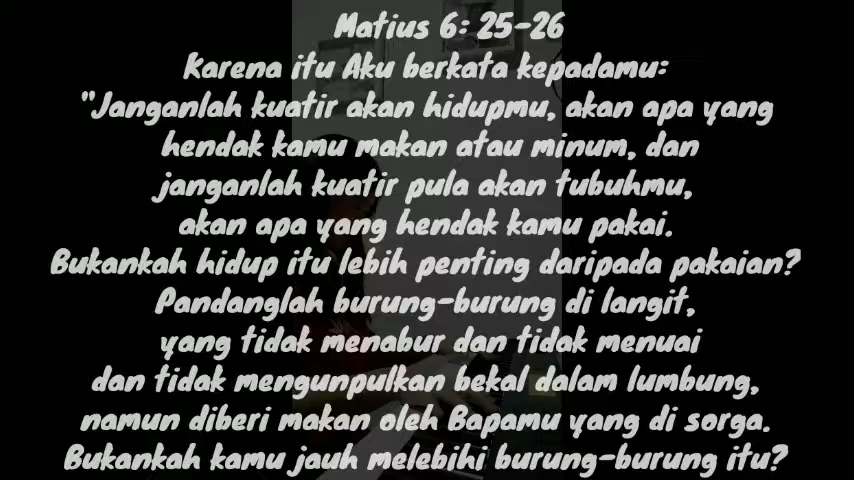 Matius 6: 25-26
Karena itu Aku berkata kepadamu:
"Janganlah kuatir akan hidupmu, akan apa yang
hendak kamu makan atau minum, dan
janganlah kuatir pula akan tubuhmu,
akan apa yang hendak kamu pakai.
Bukankah hidup itu lebih penting daripada pakaian?
Pandanglah burung-burung di langit,
yang tidak menabur dan tidak menuai
dan tidak mengunpulkan bekal dalam lumbung,
namun diberi makan oleh Bapamu yang di sorga.
Bukankah kamu jauh melebihi burung-burung itu?